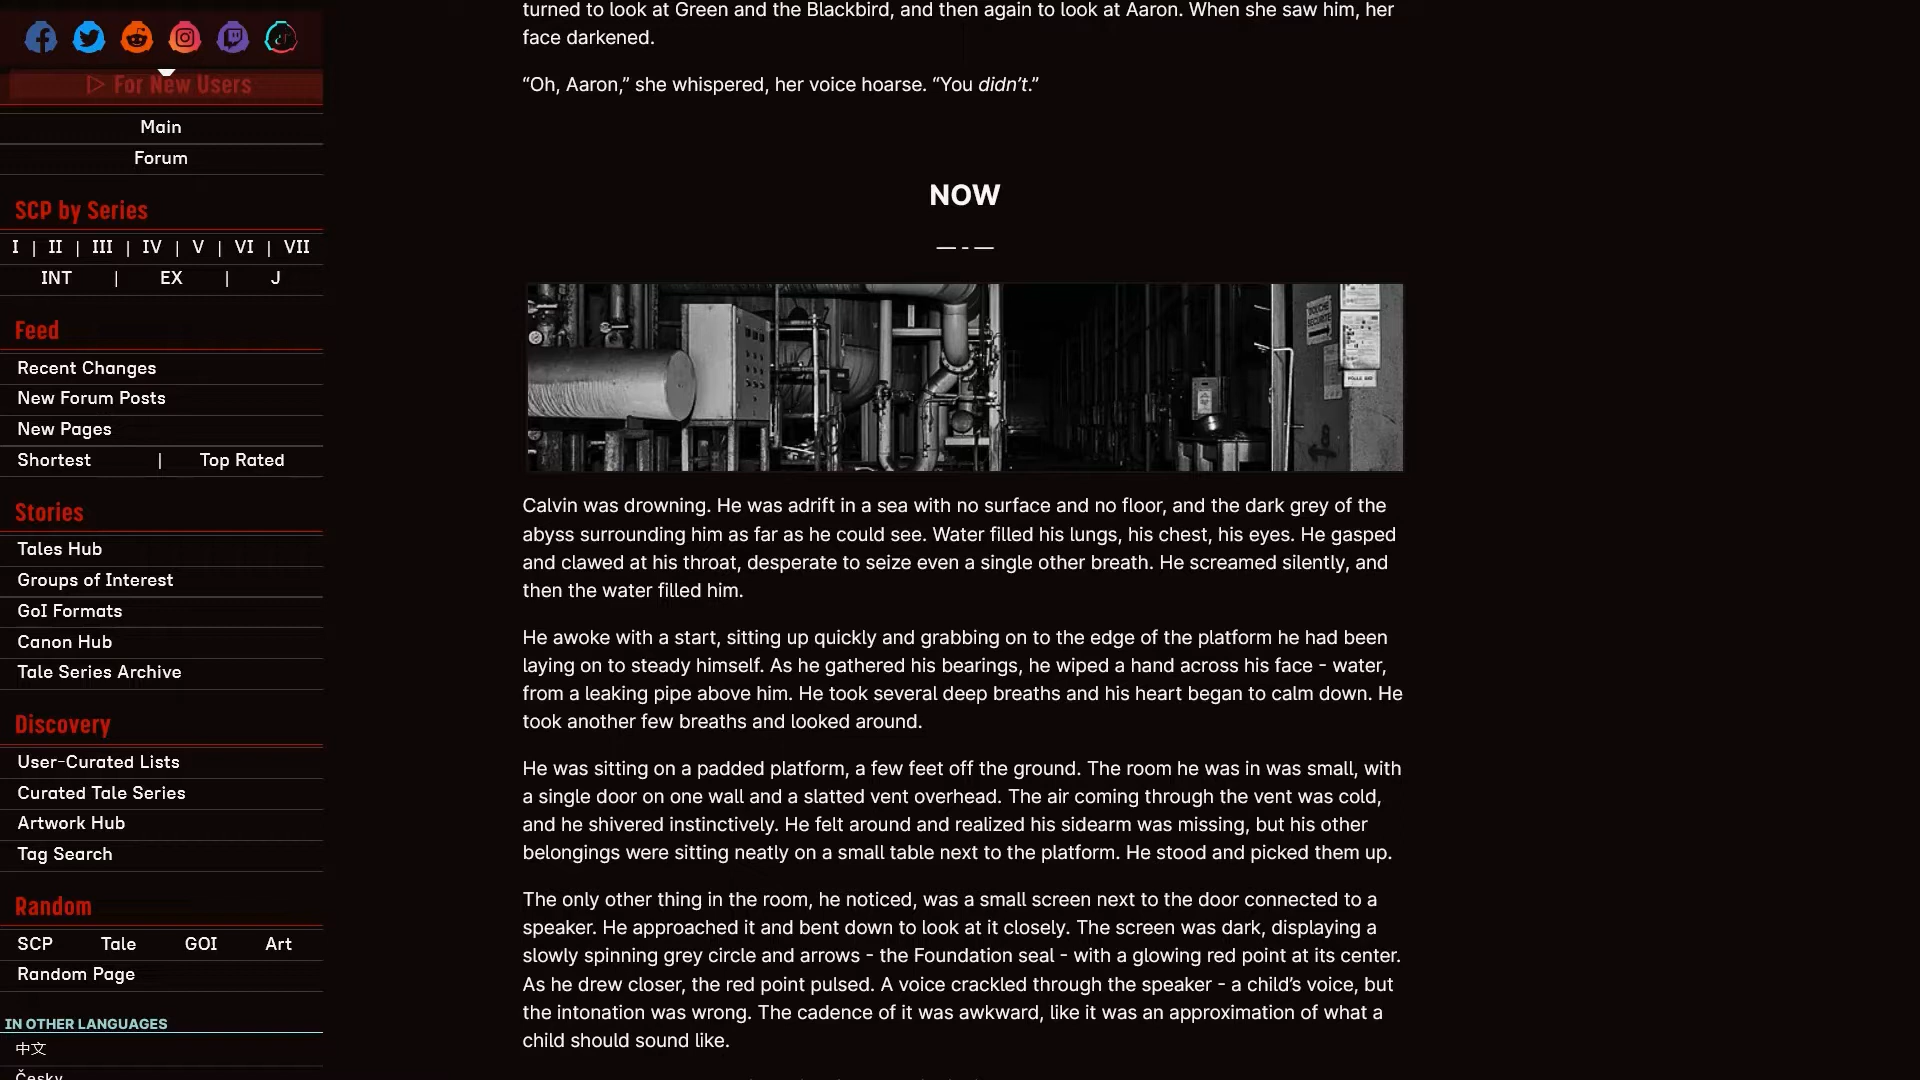 ▷ For New Users
Main
Forum
SCP by Series
I | II | III | IV | V | VI | VII
INT | EX | J
Feed
Recent Changes
New Forum Posts
New Pages
Shortest | Top Rated
Stories
Tales Hub
Groups of Interest
GoI Formats
Canon Hub
Tale Series Archive
Discovery
User-Curated Lists
Curated Tale Series
Artwork Hub
Tag Search
Random
SCP Tale GOI Art
Random Page
IN OTHER LANGUAGES
中文
Česky
turned to look at Green and the Blackbird, and then again to look at Aaron. When she saw him, her
face darkened.
“Oh, Aaron,” she whispered, her voice hoarse. “You didn’t.”
NOW
— - —
DOUCHE
SECURITE
Calvin was drowning. He was adrift in a sea with no surface and no floor, and the dark grey of the
abyss surrounding him as far as he could see. Water filled his lungs, his chest, his eyes. He gasped
and clawed at his throat, desperate to seize even a single other breath. He screamed silently, and
then the water filled him.
He awoke with a start, sitting up quickly and grabbing on to the edge of the platform he had been
laying on to steady himself. As he gathered his bearings, he wiped a hand across his face - water,
from a leaking pipe above him. He took several deep breaths and his heart began to calm down. He
took another few breaths and looked around.
He was sitting on a padded platform, a few feet off the ground. The room he was in was small, with
a single door on one wall and a slatted vent overhead. The air coming through the vent was cold,
and he shivered instinctively. He felt around and realized his sidearm was missing, but his other
belongings were sitting neatly on a small table next to the platform. He stood and picked them up.
The only other thing in the room, he noticed, was a small screen next to the door connected to a
speaker. He approached it and bent down to look at it closely. The screen was dark, displaying a
slowly spinning grey circle and arrows - the Foundation seal - with a glowing red point at its center.
As he drew closer, the red point pulsed. A voice crackled through the speaker - a child’s voice, but
the intonation was wrong. The cadence of it was awkward, like it was an approximation of what a
child should sound like.